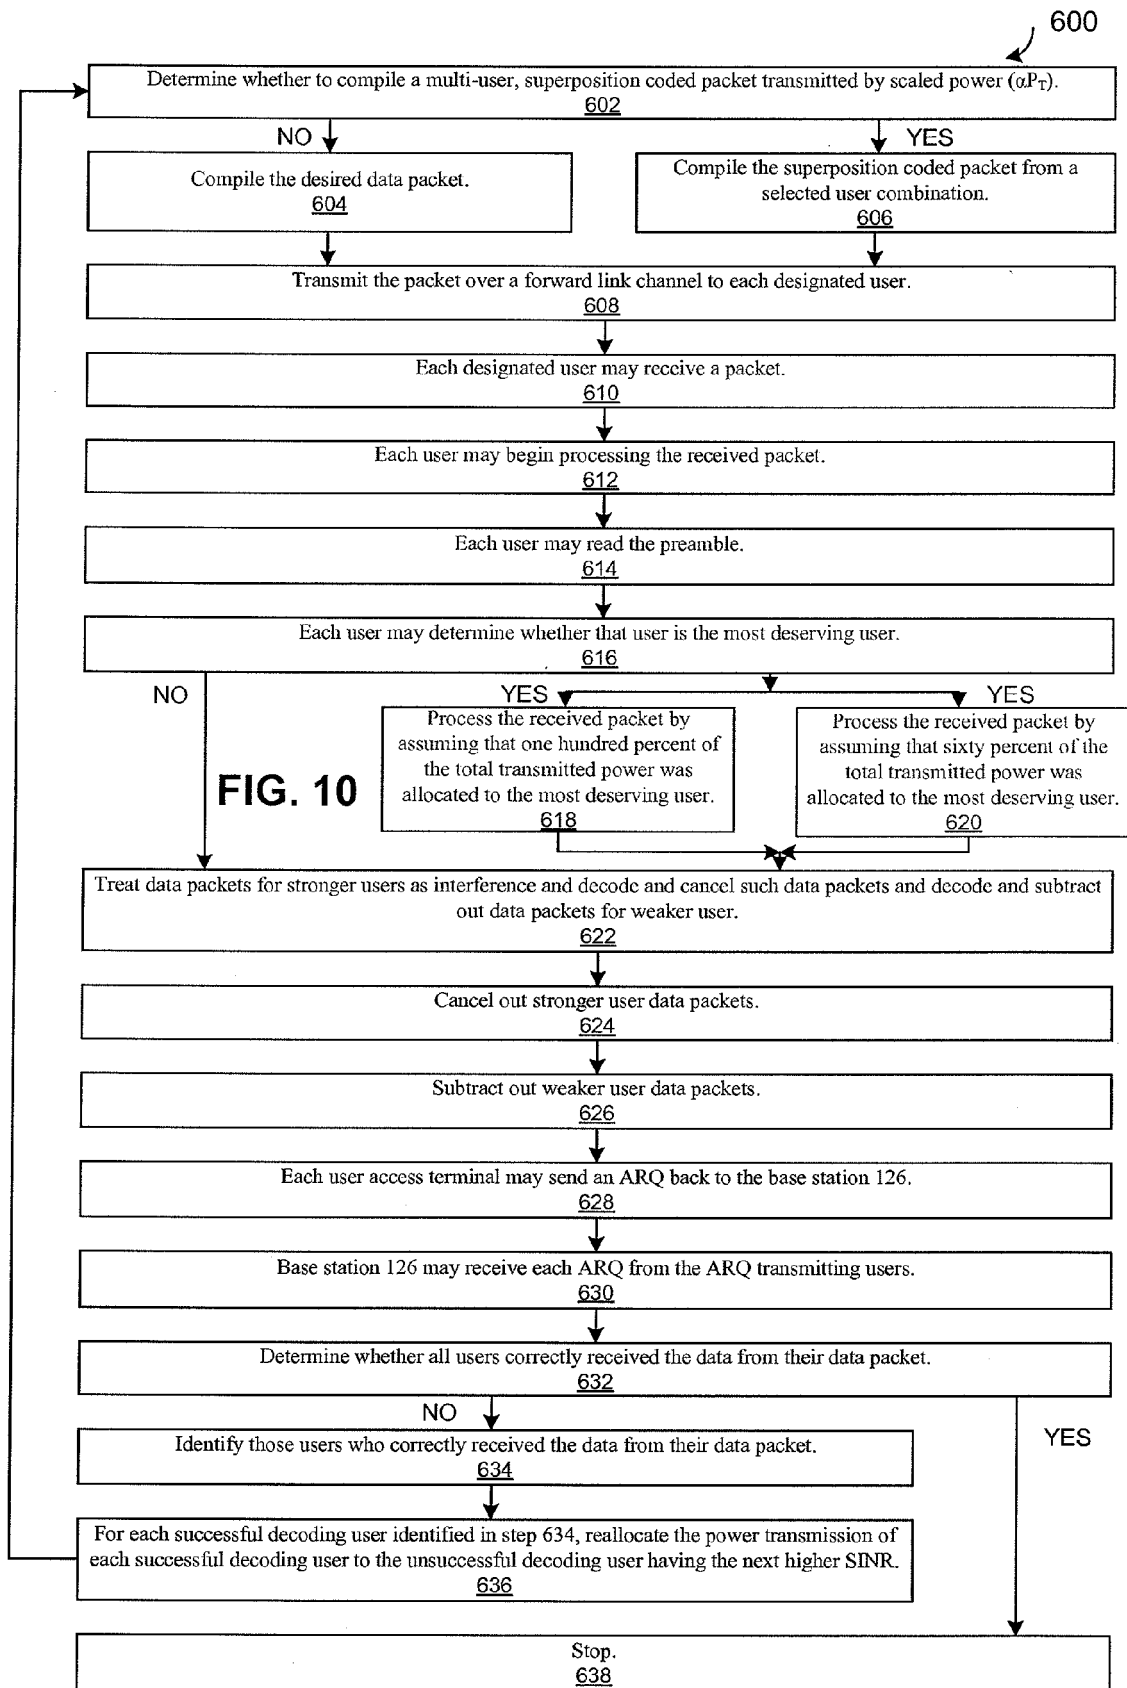 600
Determine whether to compile a multi-user, superposition coded packet transmitted by scaled power (αPT).
602
NO
YES
Compile the desired data packet.
604
Compile the superposition coded packet from a
selected user combination.
606
Transmit the packet over a forward link channel to each designated user.
608
Each designated user may receive a packet.
610
Each user may begin processing the received packet.
612
Each user may read the preamble.
614
Each user may determine whether that user is the most deserving user.
616
NO
YES
YES
Process the received packet by
assuming that one hundred percent of
the total transmitted power was
allocated to the most deserving user.
618
Process the received packet by
assuming that sixty percent of the
total transmitted power was
allocated to the most deserving user.
620
FIG. 10
Treat data packets for stronger users as interference and decode and cancel such data packets and decode and subtract
out data packets for weaker user.
622
Cancel out stronger user data packets.
624
Subtract out weaker user data packets.
626
Each user access terminal may send an ARQ back to the base station 126.
628
Base station 126 may receive each ARQ from the ARQ transmitting users.
630
Determine whether all users correctly received the data from their data packet.
632
NO
YES
Identify those users who correctly received the data from their data packet.
634
For each successful decoding user identified in step 634, reallocate the power transmission of
each successful decoding user to the unsuccessful decoding user having the next higher SINR.
636
Stop.
638